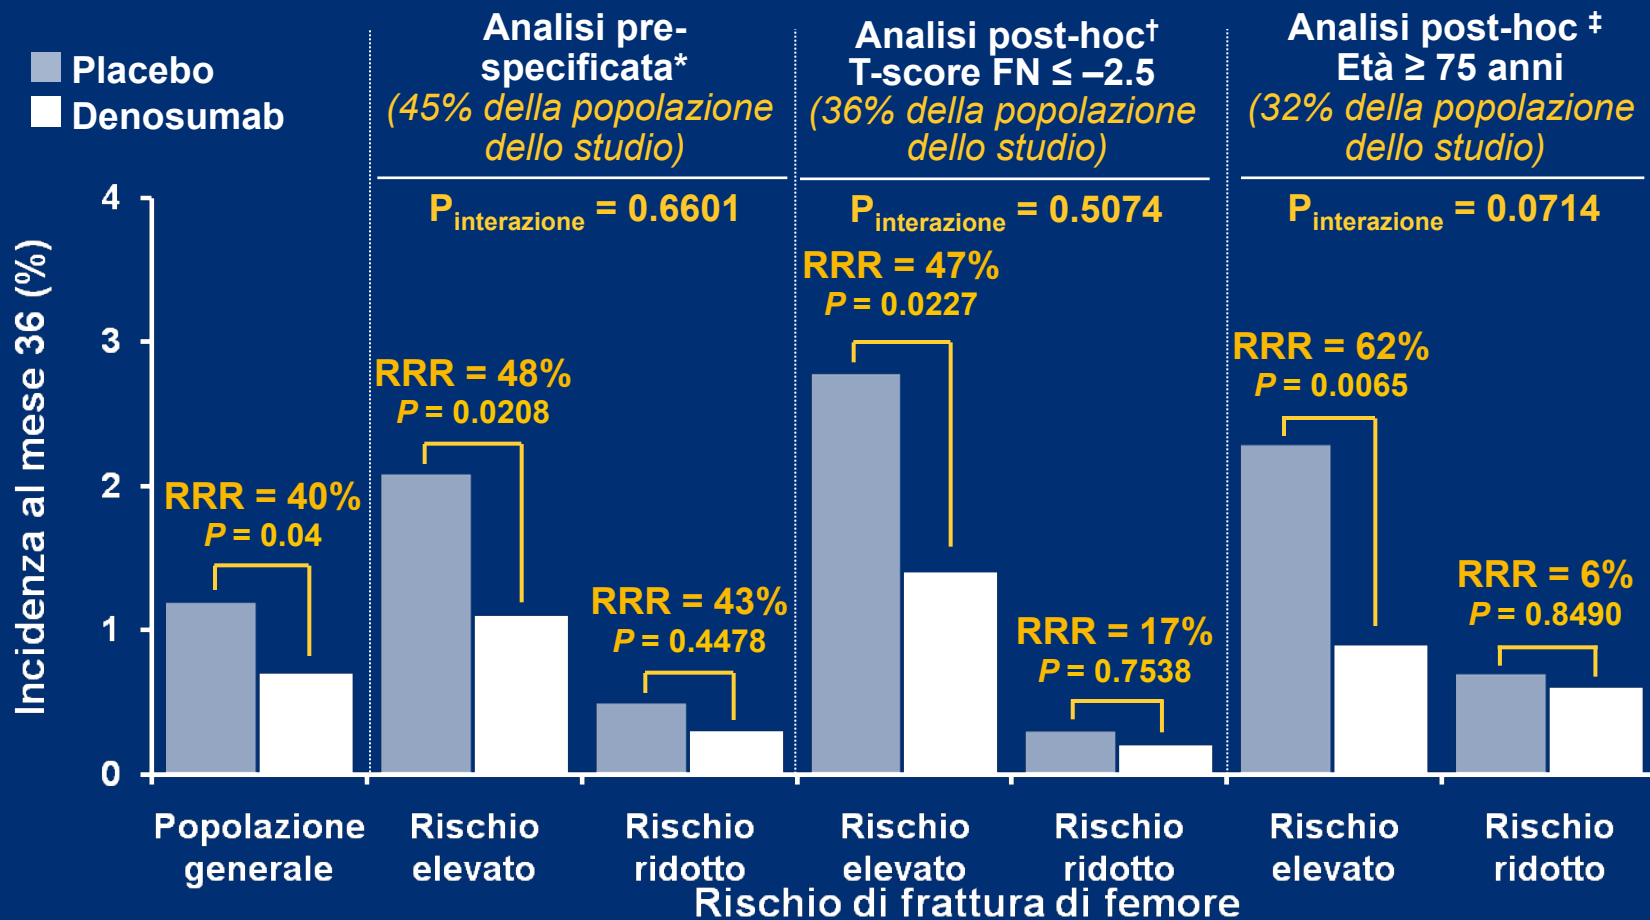 Placebo
Denosumab
Analisi pre-
specificata*
(45% della popolazione
dello studio)
Pinterazione = 0.6601
Analisi post-hoc†
T-score FN ≤ –2.5
(36% della popolazione
dello studio)
Pinterazione = 0.5074
Analisi post-hoc ‡
Età ≥ 75 anni
(32% della popolazione
dello studio)
Pinterazione = 0.0714
Incidenza al mese 36 (%)
4
3
2
1
0
RRR = 40%
P = 0.04
RRR = 48%
P = 0.0208
RRR = 43%
P = 0.4478
RRR = 47%
P = 0.0227
RRR = 17%
P = 0.7538
RRR = 62%
P = 0.0065
RRR = 6%
P = 0.8490
Popolazione
generale
Rischio
elevato
Rischio
ridotto
Rischio
elevato
Rischio
ridotto
Rischio
elevato
Rischio
ridotto
Rischio di frattura di femore